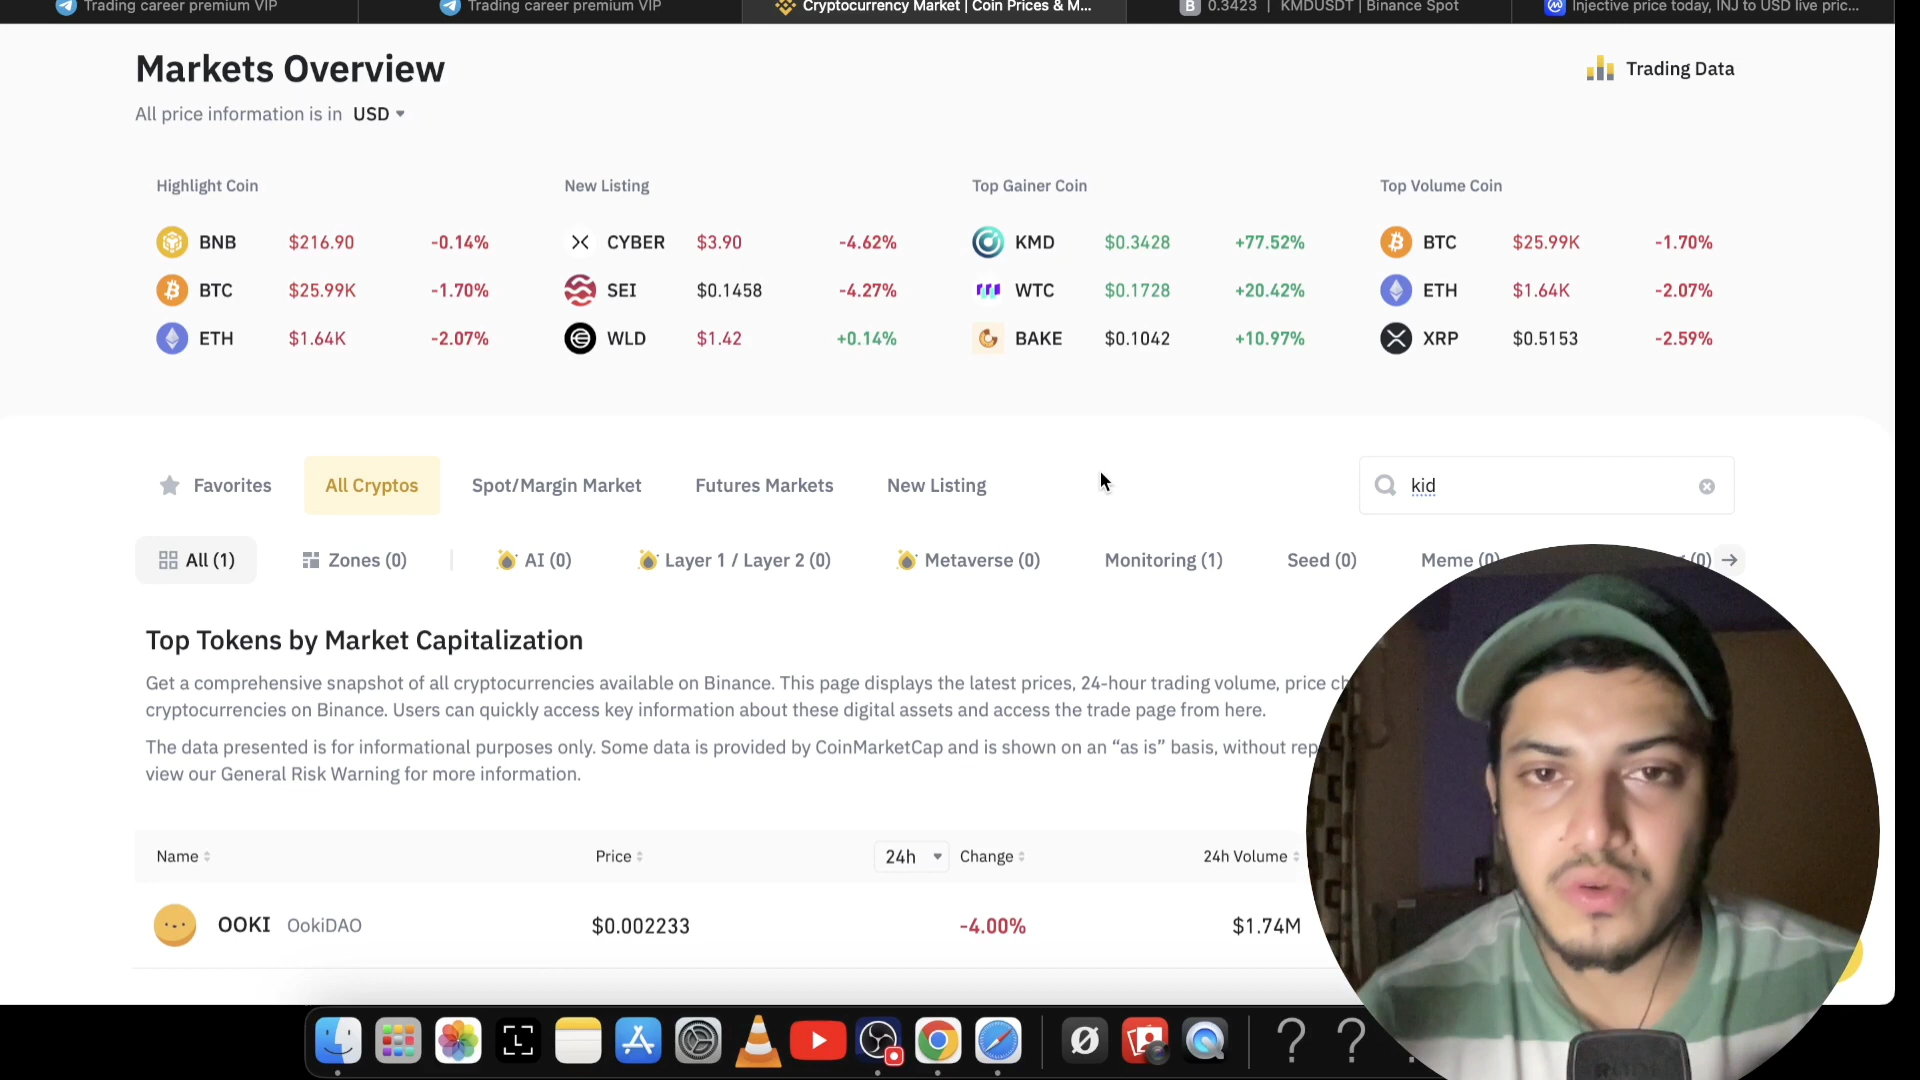 Trading career premium VIP
Trading career premium VIP
Cryptocurrency Market | Coin Prices & M...
B 0.3423 | KMDUSDT | Binance Spot
Injective price today, INJ to USD live pric...
Markets Overview
Trading Data
All price information is in USD
Highlight Coin
BNB $216.90 -0.14%
BTC $25.99K -1.70%
ETH $1.64K -2.07%
New Listing
CYBER $3.90 -4.62%
SEI $0.1458 -4.27%
WLD $1.42 +0.14%
Top Gainer Coin
KMD $0.3428 +77.52%
WTC $0.1728 +20.42%
BAKE $0.1042 +10.97%
Top Volume Coin
BTC $25.99K -1.70%
ETH $1.64K -2.07%
XRP $0.5153 -2.59%
Favorites All Cryptos Spot/Margin Market Futures Markets New Listing kid
All (1) Zones (0) AI (0) Layer 1 / Layer 2 (0) Metaverse (0) Monitoring (1) Seed (0) Meme (0) (0)
Top Tokens by Market Capitalization
Get a comprehensive snapshot of all cryptocurrencies available on Binance. This page displays the latest prices, 24-hour trading volume, price
cryptocurrencies on Binance. Users can quickly access key information about these digital assets and access the trade page from here.
The data presented is for informational purposes only. Some data is provided by CoinMarketCap and is shown on an “as is” basis, without
view our General Risk Warning for more information.
Name Price 24h Change 24h Volume
OOKI OokiDAO $0.002233 -4.00% $1.74M